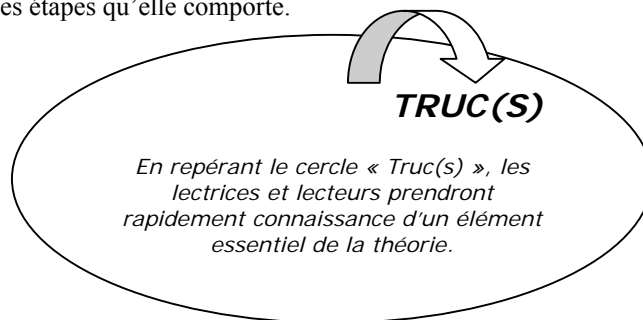 es étapes qu’elle comporte.
TRUC(S)
En repérant le cercle « Truc(s) », les
lectrices et lecteurs prendront
rapidement connaissance d’un élément
essentiel de la théorie.